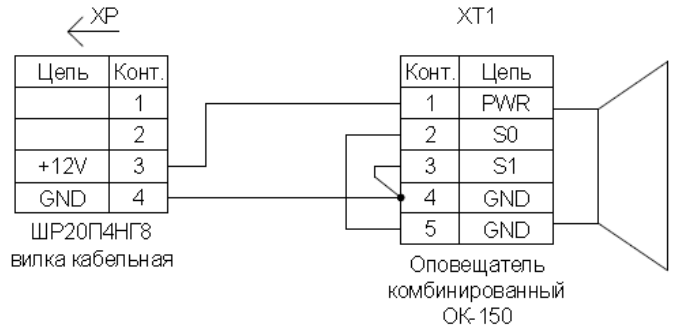 XP
XT1
Цепь Конт.
1
2
+12V 3
GND 4
ШР20П4НГ8
вилка кабельная
Конт. Цепь
1 PWR
2 S0
3 S1
4 GND
5 GND
Оповещатель
комбинированный
ОК-150